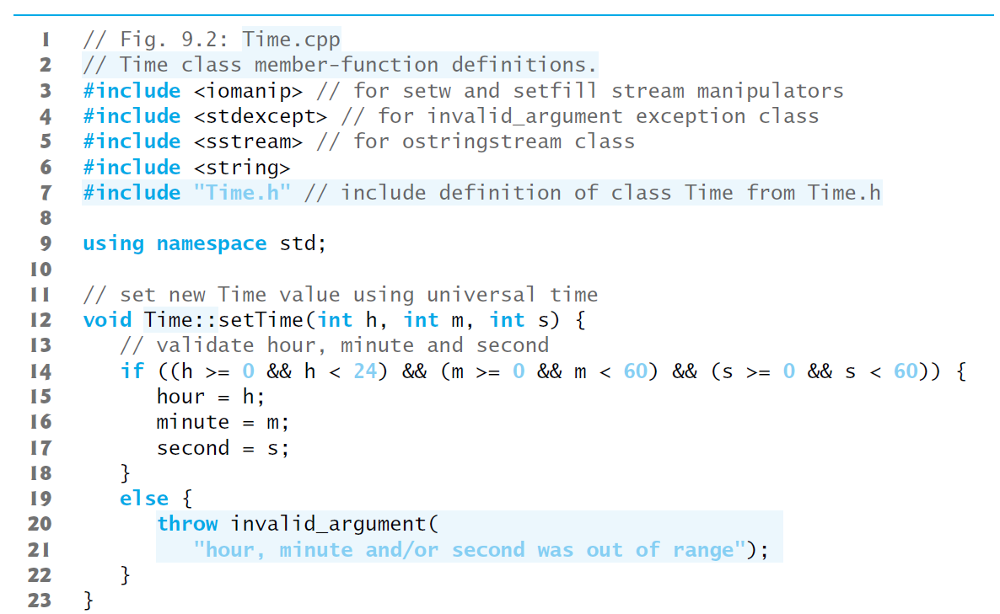 1 // Fig. 9.2: Time.cpp
2 // Time class member-function definitions.
3 #include <iomanip> // for setw and setfill stream manipulators
4 #include <stdexcept> // for invalid_argument exception class
5 #include <sstream> // for ostringstream class
6 #include <string>
7 #include "Time.h" // include definition of class Time from Time.h
8
9 using namespace std;
10
11 // set new Time value using universal time
12 void Time::setTime(int h, int m, int s) {
13    // validate hour, minute and second
14    if ((h >= 0 && h < 24) && (m >= 0 && m < 60) && (s >= 0 && s < 60)) {
15       hour = h;
16       minute = m;
17       second = s;
18    }
19    else {
20       throw invalid_argument(
21          "hour, minute and/or second was out of range");
22    }
23 }